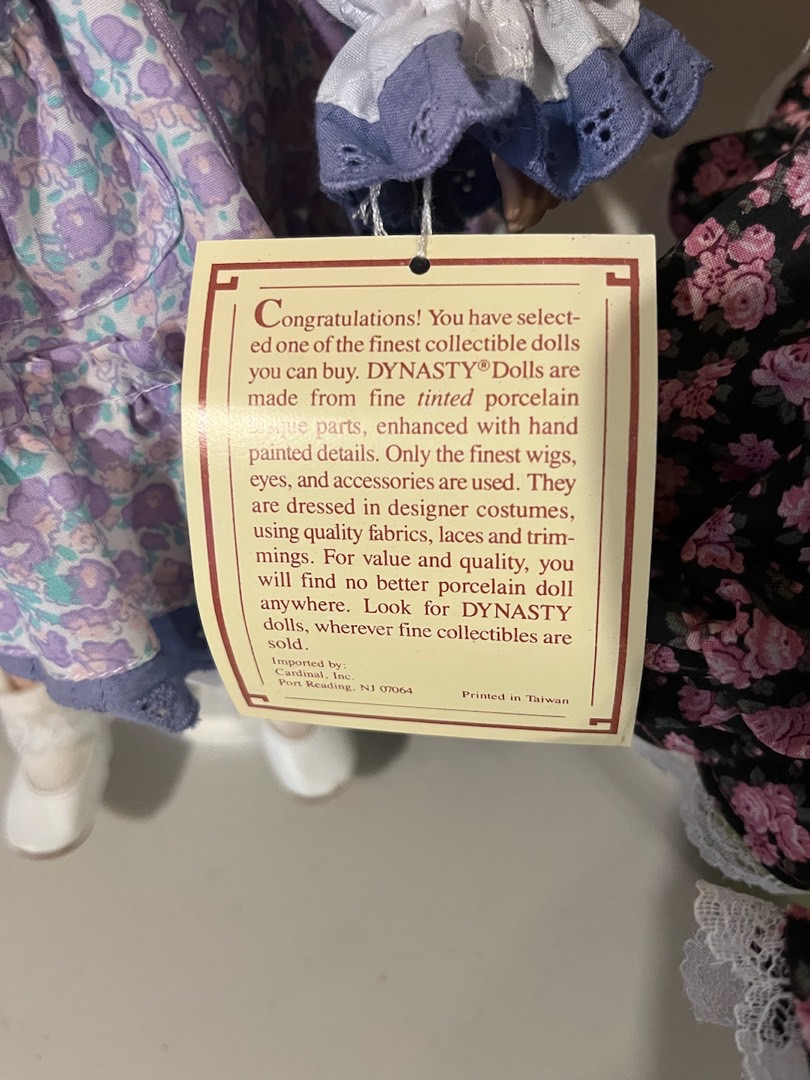 Congratulations! You have select-
ed one of the finest collectible dolls
you can buy. DYNASTY® Dolls are
made from fine tinted porcelain
bisque parts, enhanced with hand
painted details. Only the finest wigs,
eyes, and accessories are used. They
are dressed in designer costumes,
using quality fabrics, laces and trim-
mings. For value and quality, you
will find no better porcelain doll
anywhere. Look for DYNASTY
dolls, wherever fine collectibles are
sold.
Imported by:
Cardinal, Inc.
Port Reading, NJ 07064
Printed in Taiwan